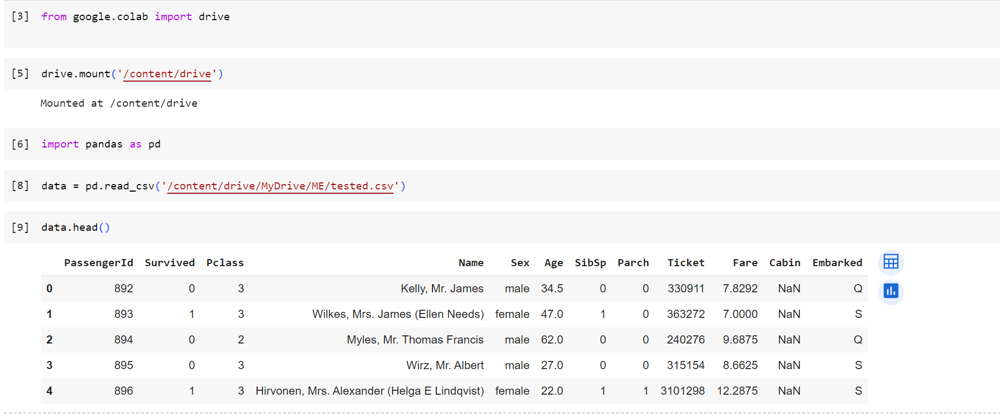 [3] from google.colab import drive
[5] drive.mount('/content/drive')
Mounted at /content/drive
[6] import pandas as pd
[8] data = pd.read_csv('/content/drive/MyDrive/ME/tested.csv')
[9] data.head()
PassengerId Survived Pclass Name Sex Age SibSp Parch Ticket Fare Cabin Embarked
0 892 0 3 Kelly, Mr. James male 34.5 0 0 330911 7.8292 NaN Q
1 893 1 3 Wilkes, Mrs. James (Ellen Needs) female 47.0 1 0 363272 7.0000 NaN S
2 894 0 2 Myles, Mr. Thomas Francis male 62.0 0 0 240276 9.6875 NaN Q
3 895 0 3 Wirz, Mr. Albert male 27.0 0 0 315154 8.6625 NaN S
4 896 1 3 Hirvonen, Mrs. Alexander (Helga E Lindqvist) female 22.0 1 1 3101298 12.2875 NaN S